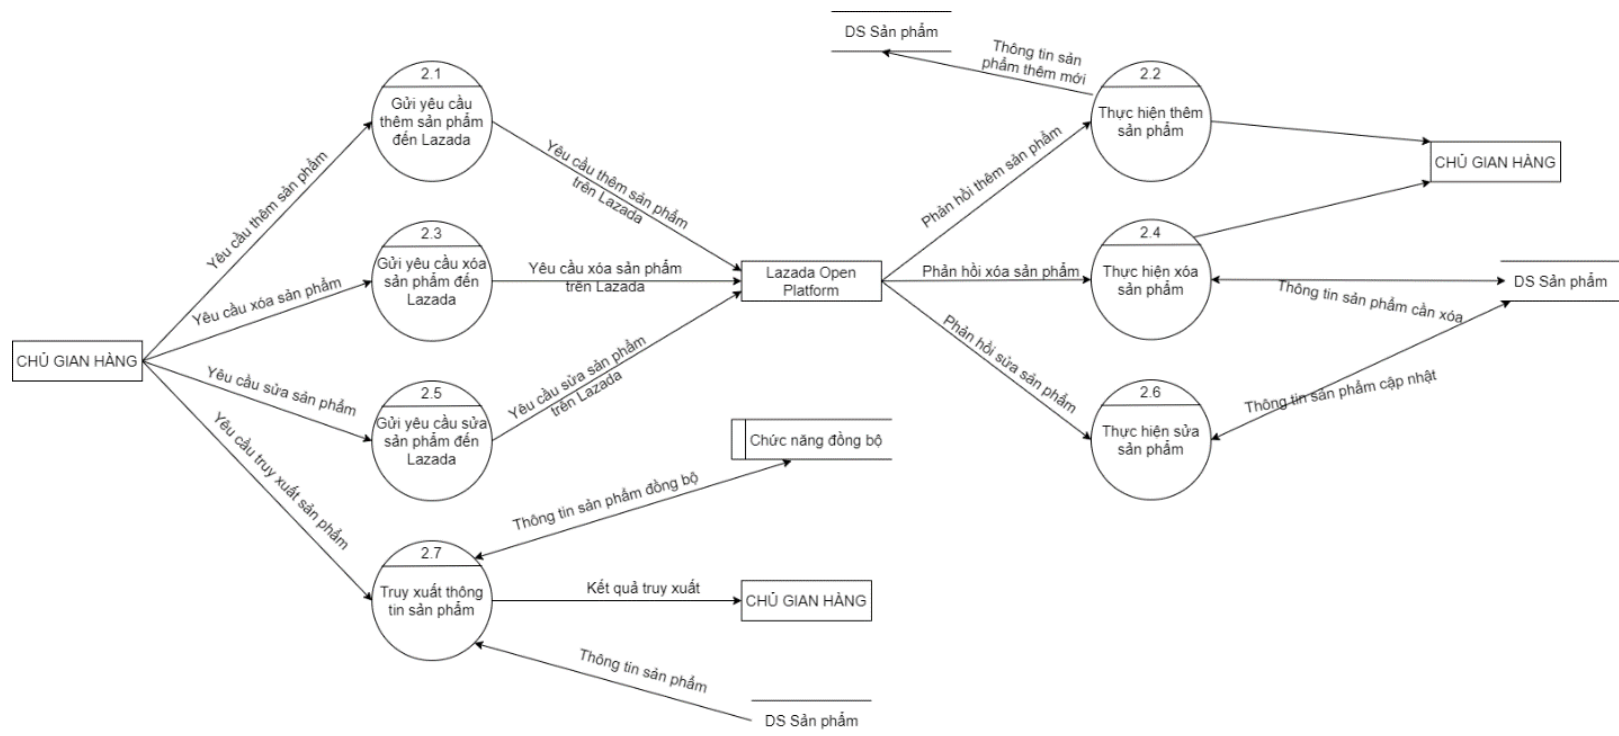 DS Sản phẩm
Thông tin sản
phẩm thêm mới
2.1
Gửi yêu cầu
thêm sản phẩm
đến Lazada
2.2
Thực hiện thêm
sản phẩm
Yêu cầu thêm sản phẩm
Yêu cầu thêm sản phẩm
trên Lazada
Phản hồi thêm sản phẩm
CHỦ GIAN HÀNG
2.3
Gửi yêu cầu xóa
sản phẩm đến
Lazada
Yêu cầu xóa sản phẩm
Yêu cầu xóa sản phẩm
trên Lazada
Lazada Open
Platform
Phản hồi xóa sản phẩm
2.4
Thực hiện xóa
sản phẩm
Thông tin sản phẩm cần xóa
DS Sản phẩm
CHỦ GIAN HÀNG
Yêu cầu sửa sản phẩm
2.5
Gửi yêu cầu sửa
sản phẩm đến
Lazada
Yêu cầu sửa sản phẩm
trên Lazada
Phản hồi sửa sản phẩm
2.6
Thực hiện sửa
sản phẩm
Thông tin sản phẩm cập nhật
Yêu cầu truy xuất sản phẩm
Chức năng đồng bộ
Thông tin sản phẩm đồng bộ
2.7
Truy xuất thông
tin sản phẩm
Kết quả truy xuất
CHỦ GIAN HÀNG
Thông tin sản phẩm
DS Sản phẩm